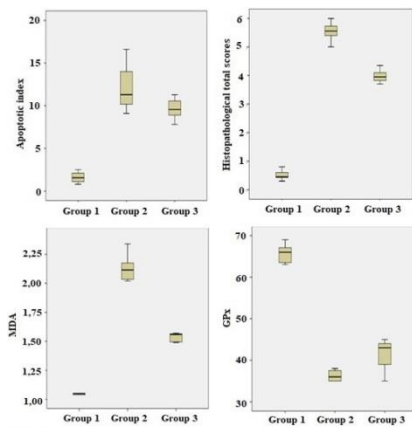 Apoptotic index
20
15
10
5
0
Group 1 Group 2 Group 3
Histopathological total scores
6
5
4
3
2
1
0
Group 1 Group 2 Group 3
MDA
2,25
2,00
1,75
1,50
1,25
1,00
Group 1 Group 2 Group 3
GPx
70
60
50
40
30
Group 1 Group 2 Group 3